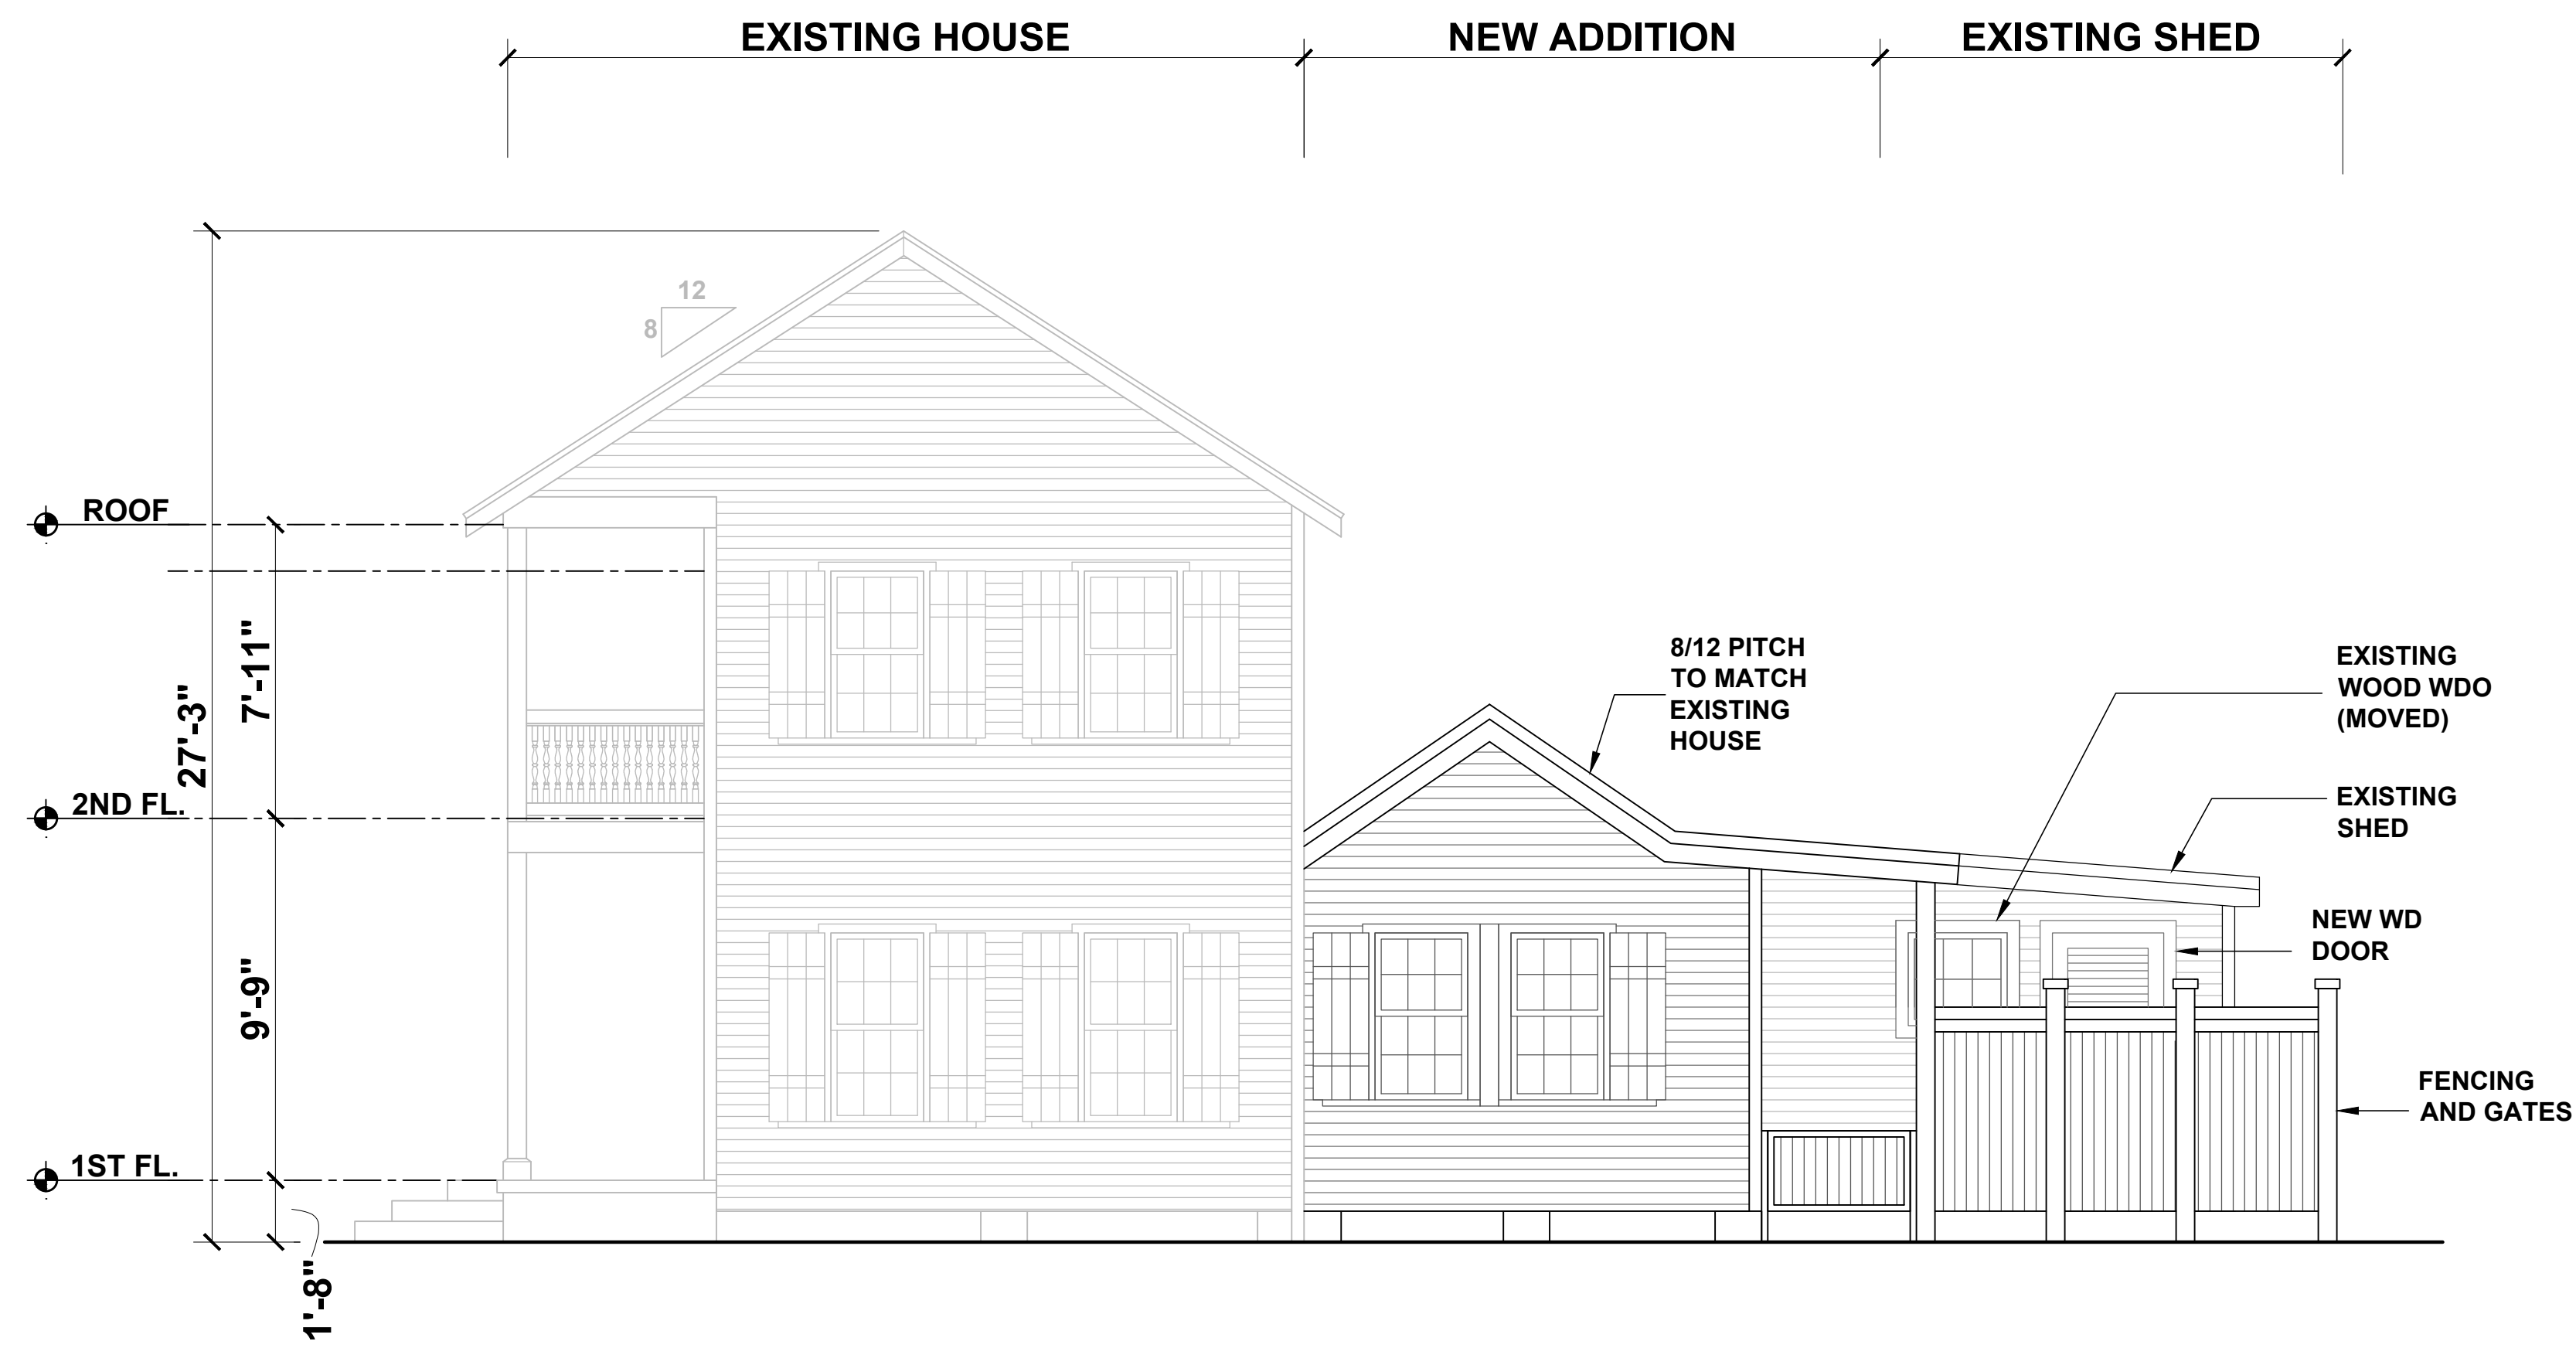 EXISTING HOUSE
NEW ADDITION
EXISTING SHED
12
8
ROOF
7'-11"
27'-3"
2ND FL.
9'-9"
1ST FL.
1'-8"
8/12 PITCH
TO MATCH
EXISTING
HOUSE
EXISTING
WOOD WDO
(MOVED)
EXISTING
SHED
NEW WD
DOOR
FENCING
AND GATES